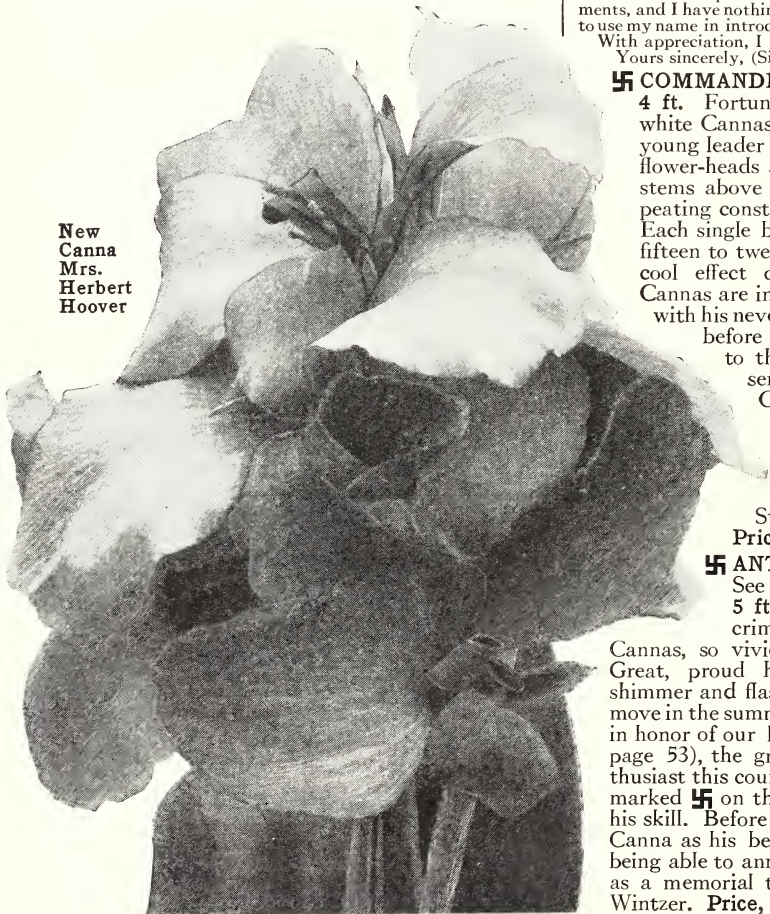 ments, and I have nothin
to use my name in introd
With appreciation, I
Yours sincerely, (Si
卐 COMMANDE
4 ft. Fortun
white Cannas
young leader
flower-heads
stems above
peating const
Each single b
fifteen to twe
cool effect
Cannas are in
with his neve
before
to th
ser
C
New
Canna
Mrs.
Herbert
Hoover
S
Pric
卐 ANT
See
5 ft
crim
Cannas, so vivi
Great, proud h
shimmer and flas
move in the summ
in honor of our
page 53), the gr
thusiast this cour
marked 卐 on th
his skill. Before
Canna as his be
being able to ann
as a memorial t
Wintzer. Price,